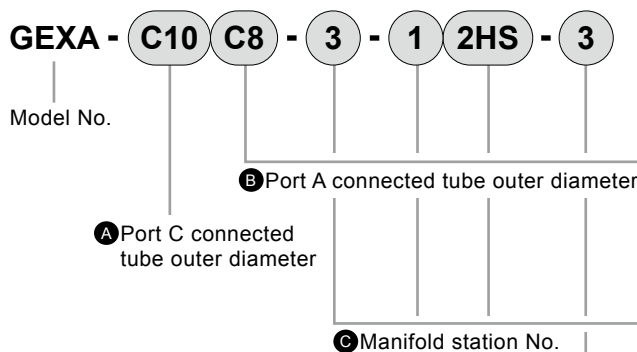 GEXA - C10 C8 - 3 - 1 2HS - 3
Model No.
B Port A connected tube outer diameter
A Port C connected
tube outer diameter
C Manifold station No.